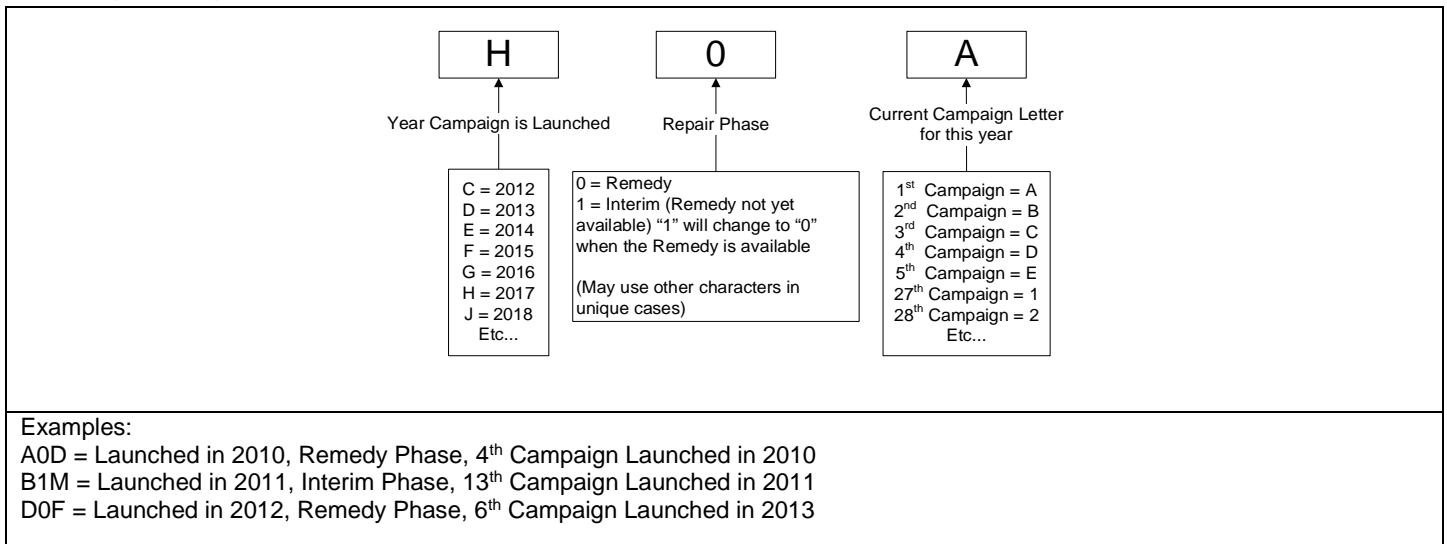 H
0
A
Year Campaign is Launched
Repair Phase
Current Campaign Letter
for this year
C = 2012
D = 2013
E = 2014
F = 2015
G = 2016
H = 2017
J = 2018
Etc...
0 = Remedy
1 = Interim (Remedy not yet
available) “1” will change to “0”
when the Remedy is available
(May use other characters in
unique cases)
1st Campaign = A
2nd Campaign = B
3rd Campaign = C
4th Campaign = D
5th Campaign = E
27th Campaign = 1
28th Campaign = 2
Etc...
Examples:
A0D = Launched in 2010, Remedy Phase, 4th Campaign Launched in 2010
B1M = Launched in 2011, Interim Phase, 13th Campaign Launched in 2011
D0F = Launched in 2012, Remedy Phase, 6th Campaign Launched in 2013